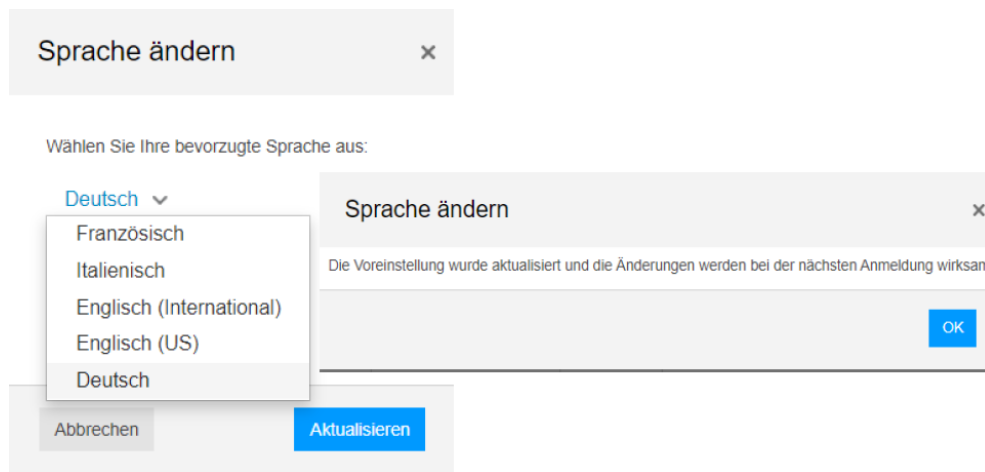 Sprache ändern ×
Wählen Sie Ihre bevorzugte Sprache aus:
Deutsch
Französisch
Italienisch
Englisch (International)
Englisch (US)
Deutsch
Abbrechen Aktualisieren
Sprache ändern ×
Die Voreinstellung wurde aktualisiert und die Änderungen werden bei der nächsten Anmeldung wirksam
OK